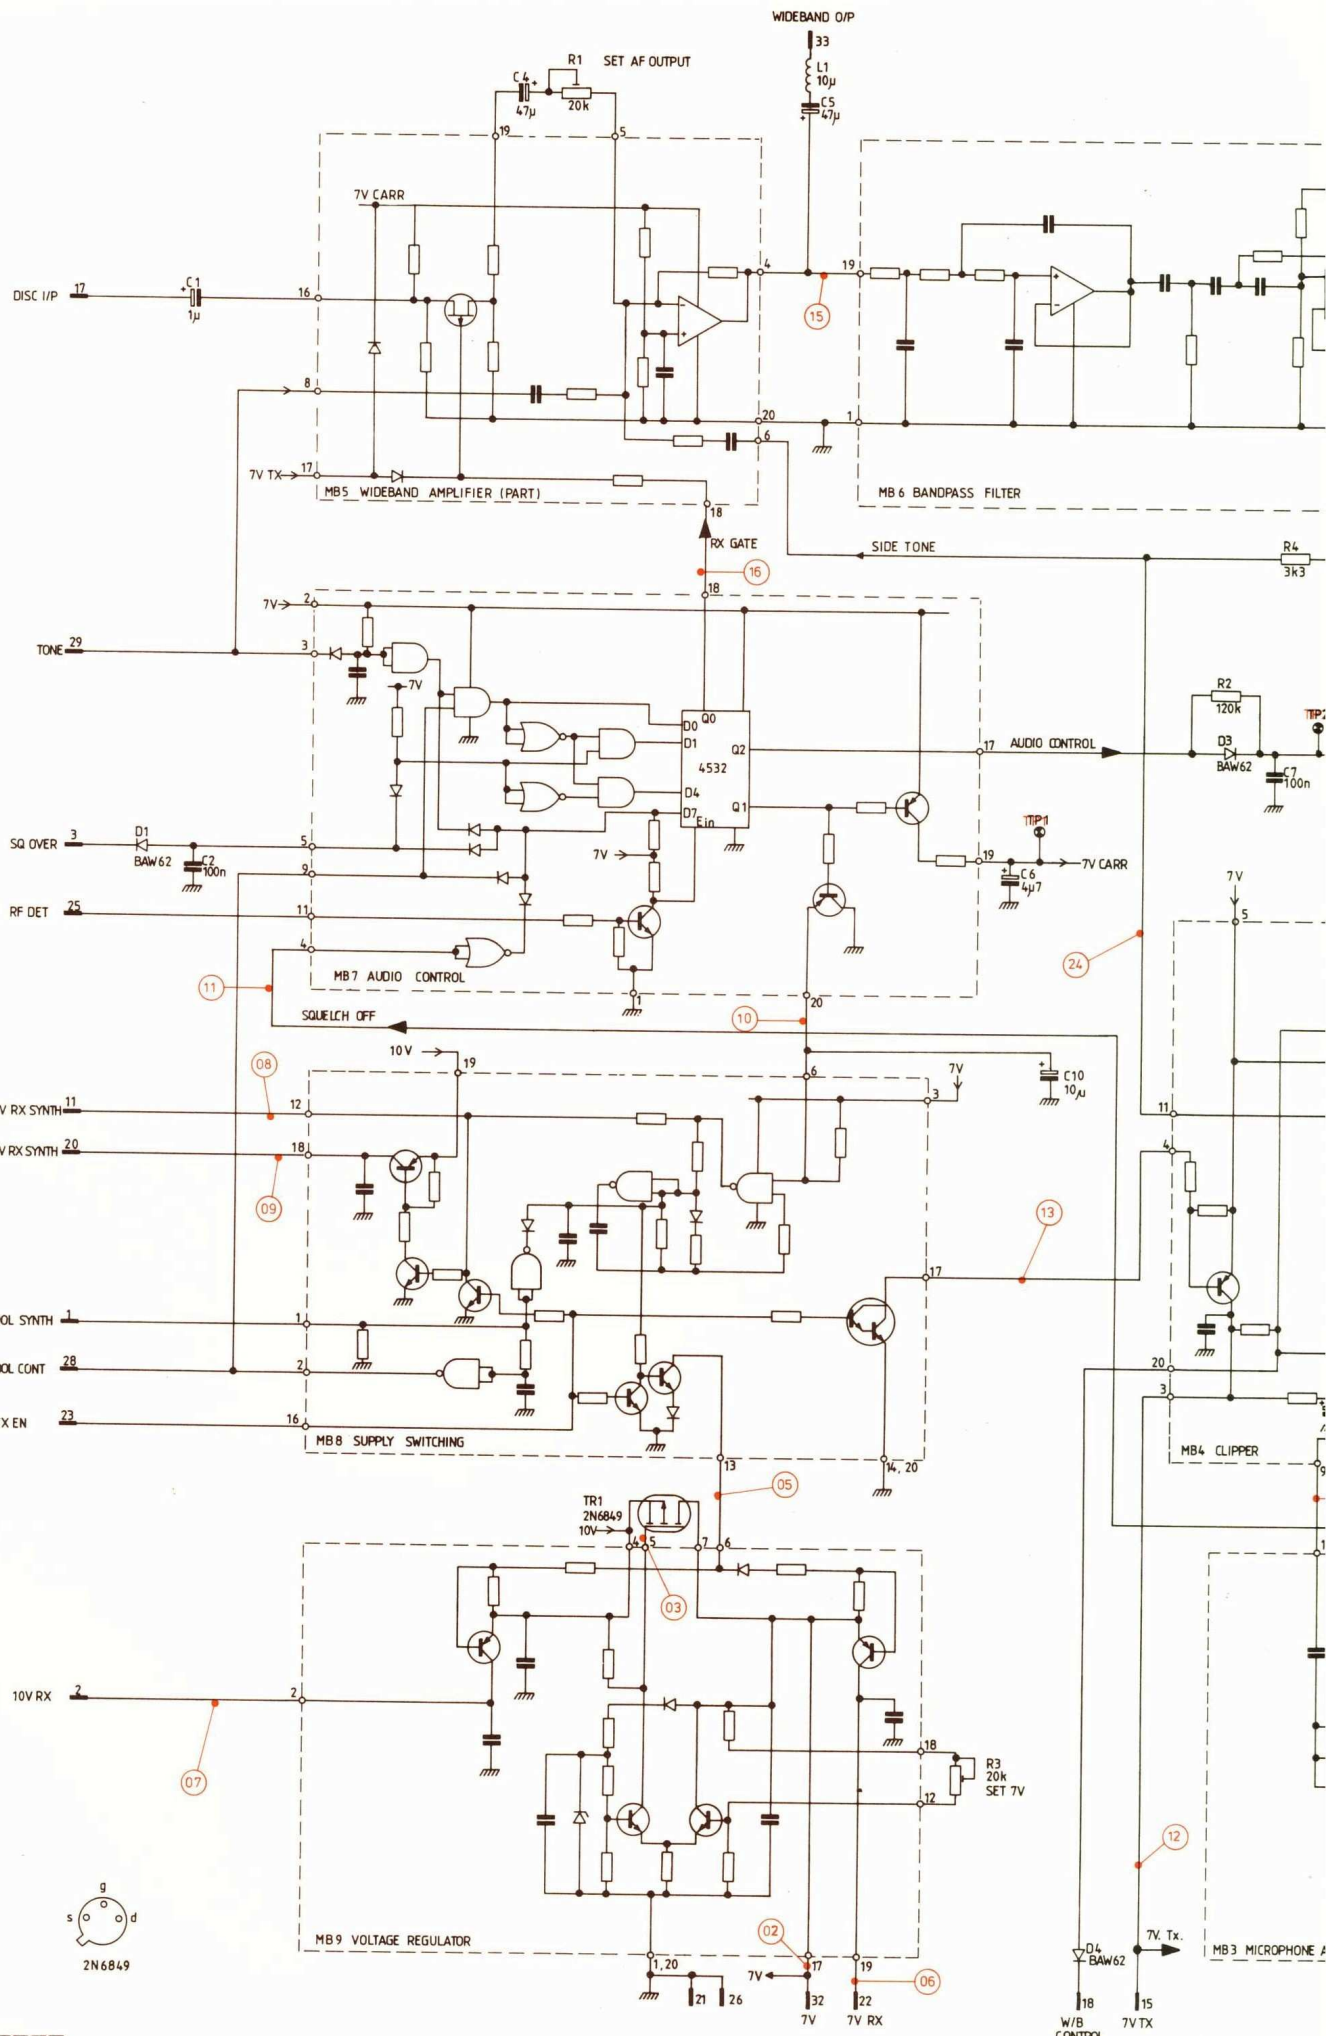 WIDEBAND O/P
33
L1
10µ
C5
47µ
R1 SET AF OUTPUT
C4
+
47µ
20k
19
5
7V CARR
4
19
15
DISC I/P 17
+C1
1µ
16
8
20
1
6
7V TX 17
MB5 WIDEBAND AMPLIFIER (PART)
MB6 BANDPASS FILTER
18
RX GATE
SIDE TONE
R4
3k3
16
18
7V 2
TONE 29
3
7V
Q0
D0
D1
Q2
4532
D4
Q1
D7
Ein
17 AUDIO CONTROL
R2
120k
D3
BAW62
TP2
C7
100n
SQ OVER 3
D1
BAW62
C2
100n
5
9
7V
TP1
19
7V CARR
+
C6
4µ7
RF DET 25
11
4
MB7 AUDIO CONTROL
1
20
11
SQUELCH OFF
10
24
7V
5
10V
19
08
6
7V
+
C10
10µ
V RX SYNTH 11
12
3
11
V RX SYNTH 20
18
4
09
13
17
OL SYNTH 1
1
OL CONT 28
2
20
3
X EN 23
16
MB8 SUPPLY SWITCHING
MB4 CLIPPER
13
14, 20
9
TR1
2N6849
10V
05
4 5 7 6
03
1
10V RX 2
2
07
18
R3
20k
SET 7V
12
12
g
s d
2N6849
MB9 VOLTAGE REGULATOR
1,20
02
17
19
7V
06
21 26 32 22
7V 7V RX
D4
BAW62
7V. Tx.
MB3 MICROPHONE A
18 15
W/B 7V TX
CONTROL